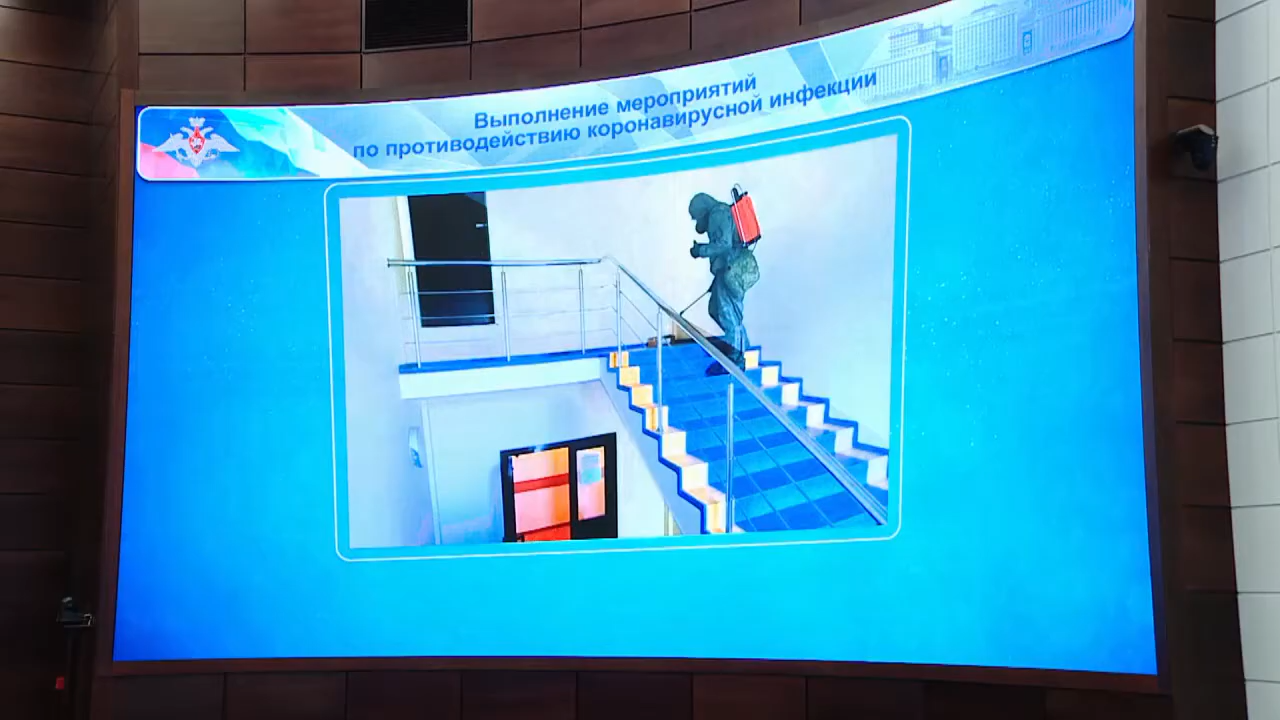 Выполнение мероприятий
по противодействию коронавирусной инфекции